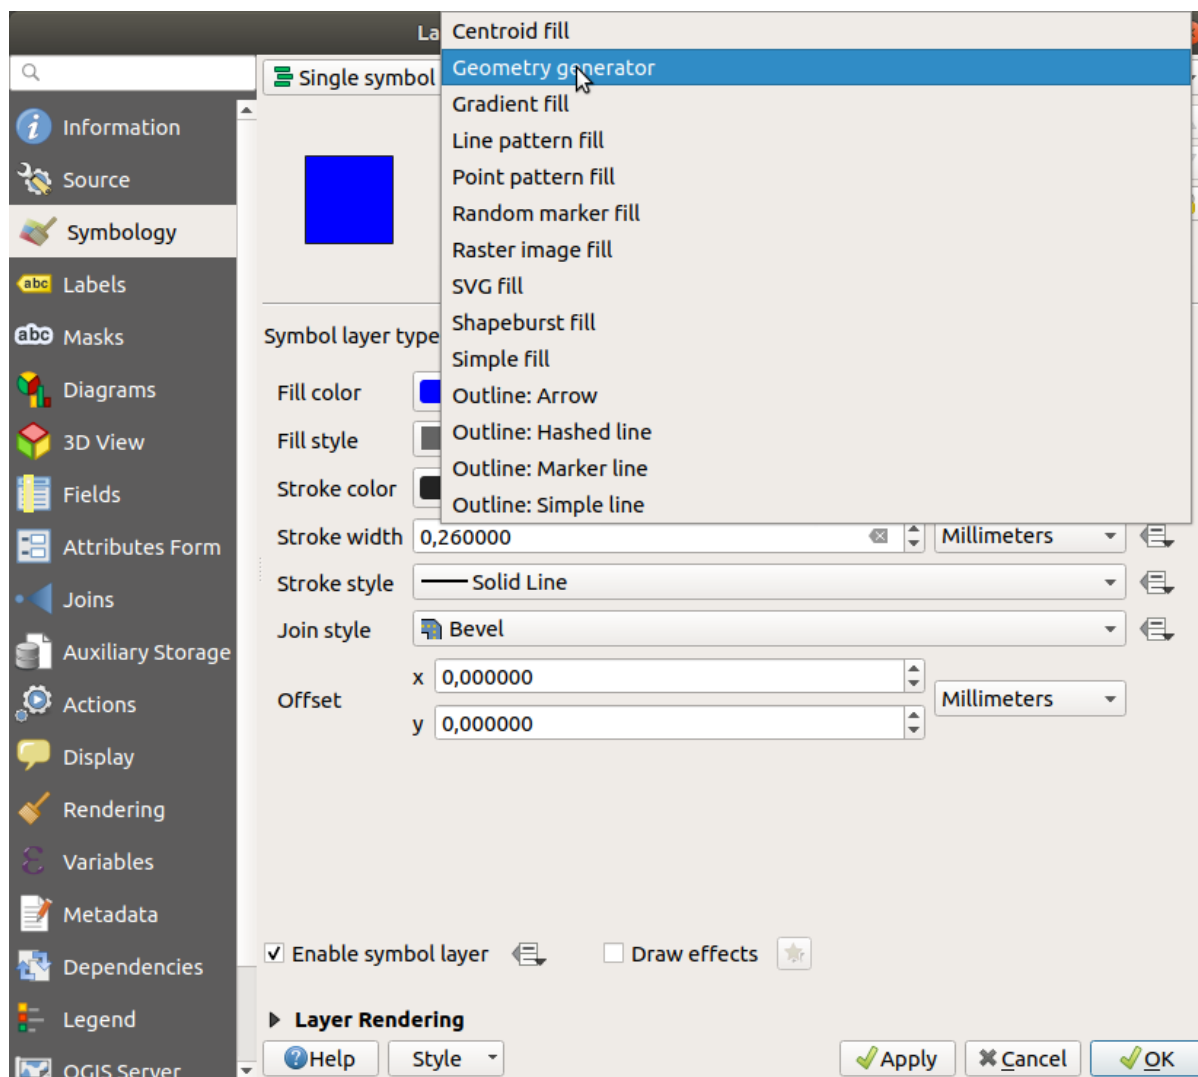 La
Centroid fill
Geometry generator
Single symbol
Gradient fill
Information
Line pattern fill
Source
Point pattern fill
Symbology
Random marker fill
Raster image fill
abc Labels
SVG fill
abc Masks
Symbol layer type
Shapeburst fill
Simple fill
Diagrams
Fill color
Outline: Arrow
3D View
Fill style
Outline: Hashed line
Outline: Marker line
Fields
Stroke color
Outline: Simple line
Attributes Form
Stroke width 0,260000 Millimeters
Joins
Stroke style Solid Line
Join style Bevel
Auxiliary Storage
x 0,000000
Actions
Offset
Millimeters
y 0,000000
Display
Rendering
Variables
Metadata
Enable symbol layer Draw effects
Dependencies
Legend
Layer Rendering
QGIS Server
Help Style Apply Cancel OK